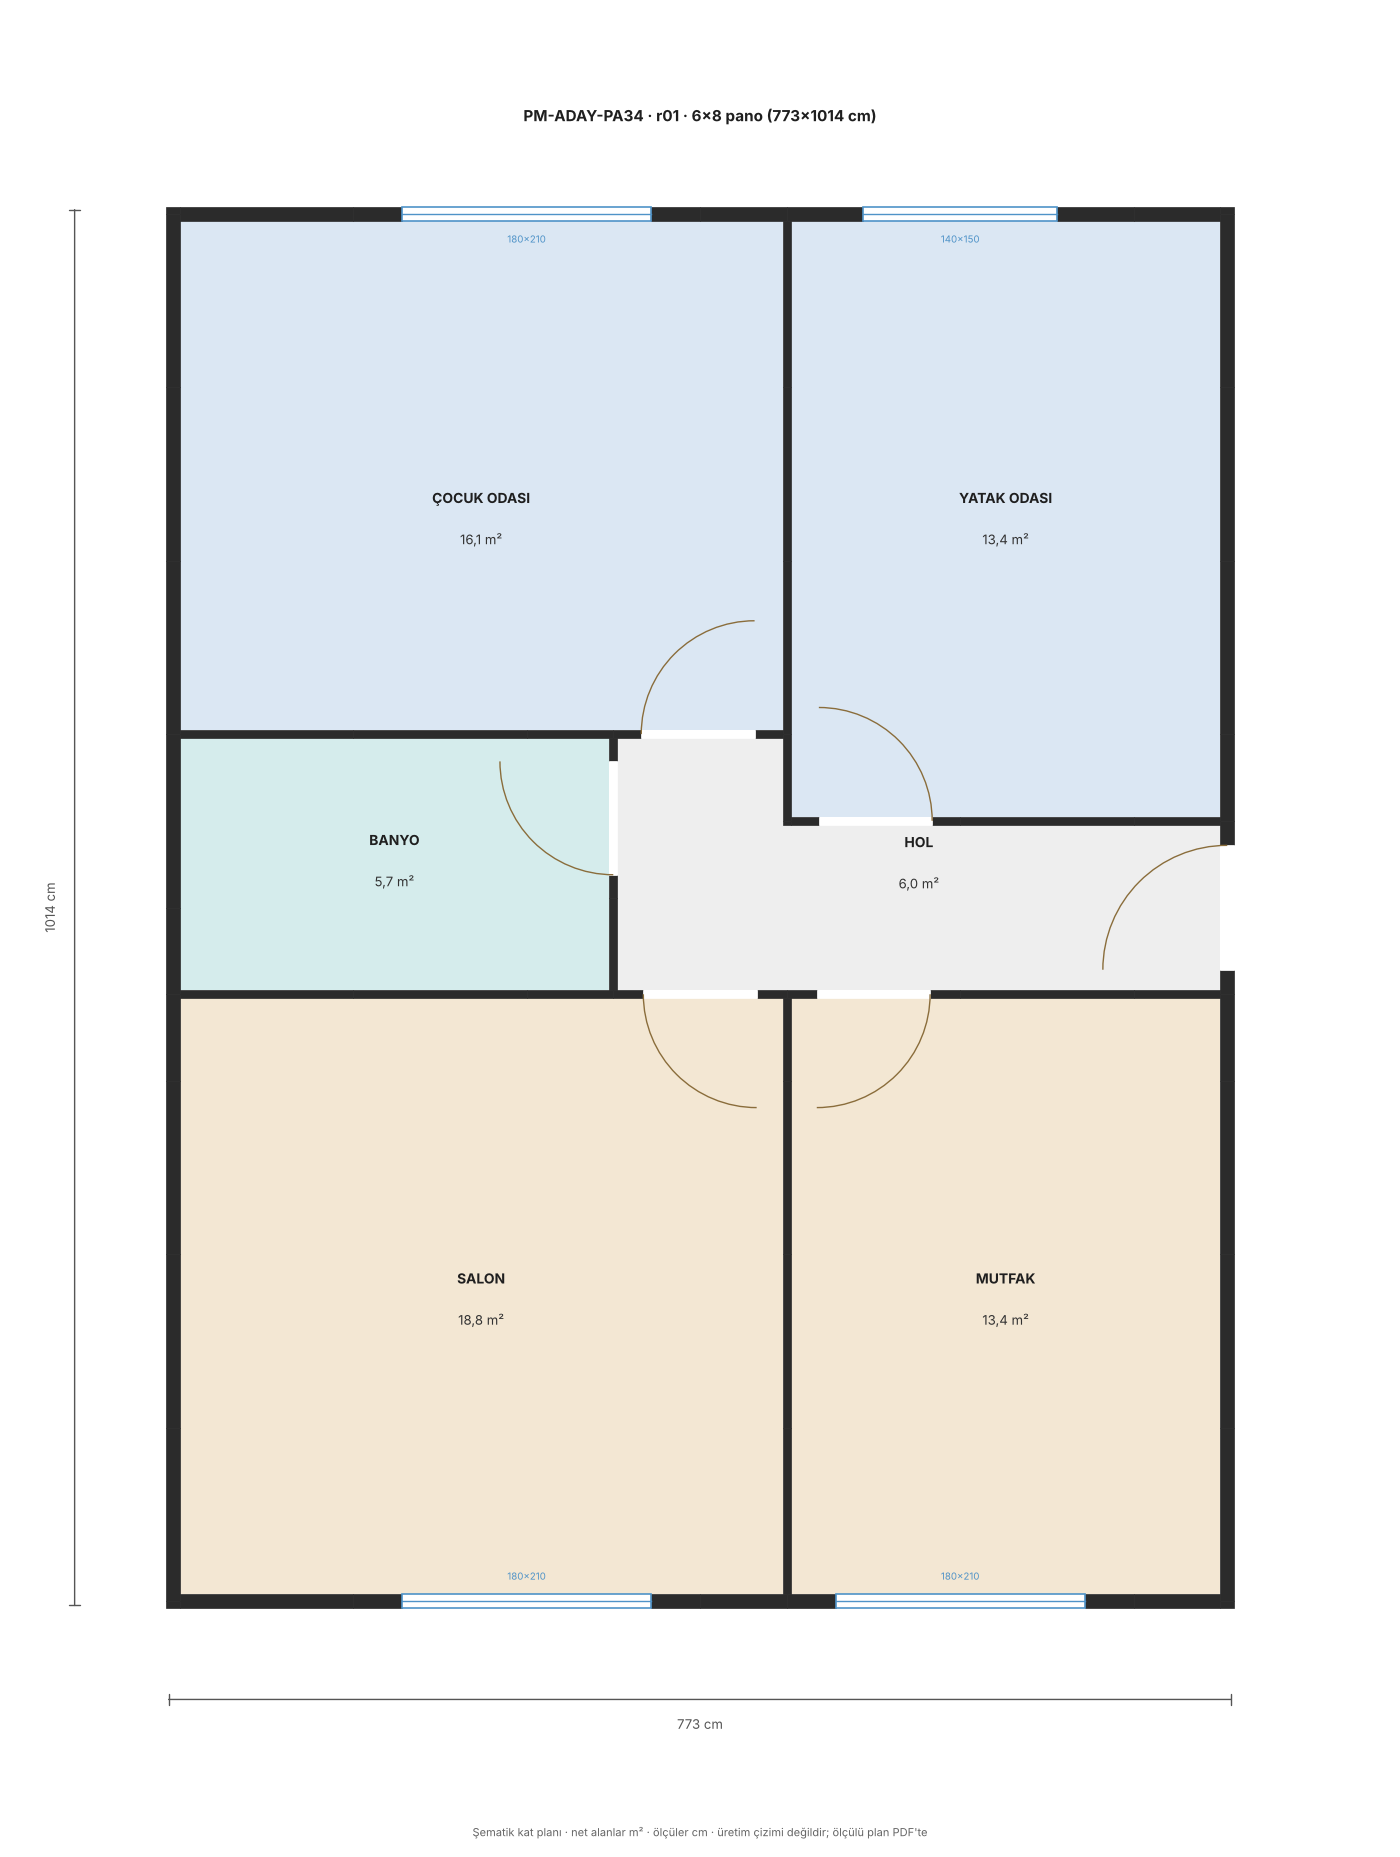 PM-ADAY-PA34 · r01 · 6×8 pano (773×1014 cm)
180×210
140×150
ÇOCUK ODASI
16,1 m²
YATAK ODASI
13,4 m²
BANYO
5,7 m²
HOL
6,0 m²
1014 cm
SALON
18,8 m²
MUTFAK
13,4 m²
180×210
180×210
773 cm
Şematik kat planı · net alanlar m² · ölçüler cm · üretim çizimi değildir; ölçülü plan PDF'te